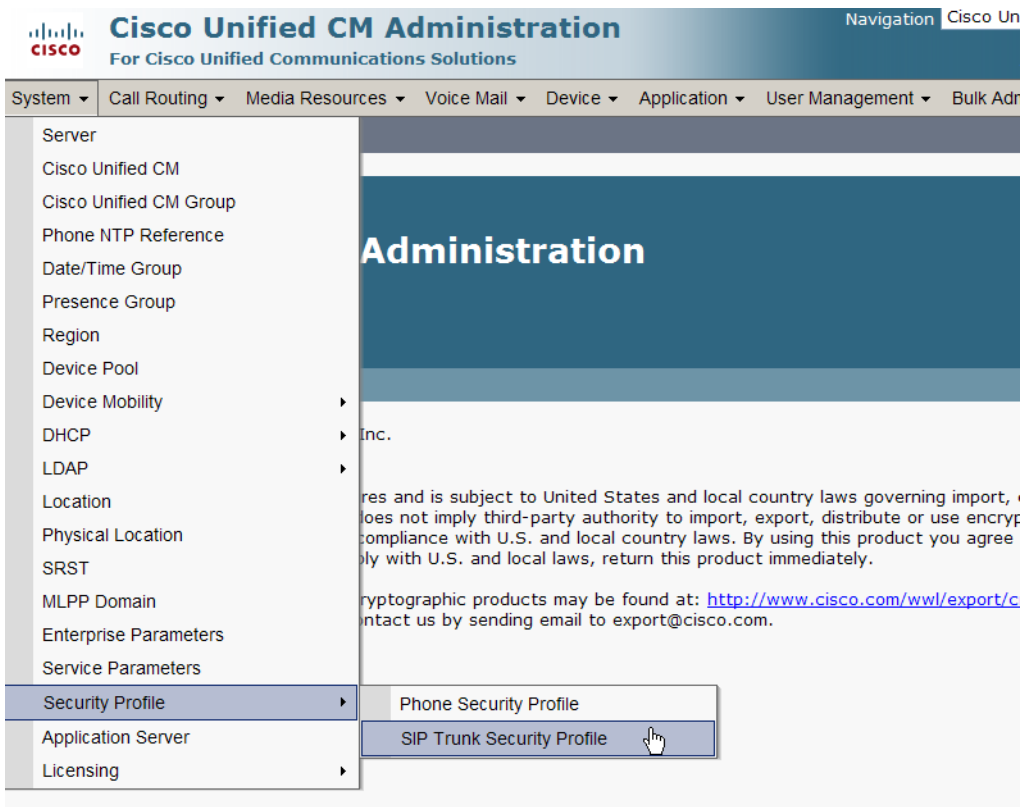 Cisco Unified CM Administration
Navigation Cisco Un
CISCO
For Cisco Unified Communications Solutions
System Call Routing Media Resources Voice Mail Device Application User Management Bulk Adm
Server
Cisco Unified CM
Cisco Unified CM Group
Phone NTP Reference
Date/Time Group
Presence Group
Region
Device Pool
Device Mobility
DHCP
LDAP
Location
Physical Location
SRST
MLPP Domain
Enterprise Parameters
Service Parameters
Security Profile
Application Server
Licensing
Phone Security Profile
SIP Trunk Security Profile
Administration
Inc.
res and is subject to United States and local country laws governing import,
oes not imply third-party authority to import, export, distribute or use encryp
compliance with U.S. and local country laws. By using this product you agree
ply with U.S. and local laws, return this product immediately.
ryptographic products may be found at: http://www.cisco.com/wwl/export/c
ontact us by sending email to export@cisco.com.